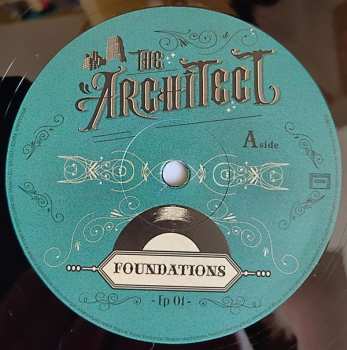 THE
ARCHITECT
A side
FOUNDATIONS
- Ep 01 -